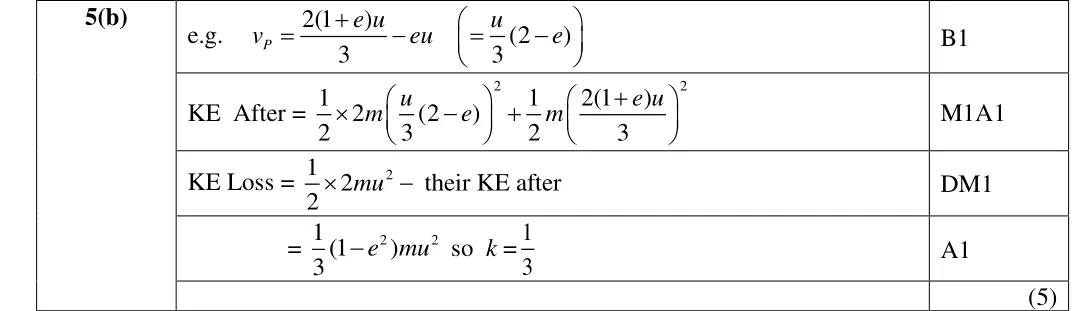 5(b)
e.g. v_P = 2(1+e)u/3 − eu ( = u/3 (2−e) ) B1
KE After = 1/2 × 2m ( u/3 (2−e) )² + 1/2 m ( 2(1+e)u/3 )² M1A1
KE Loss = 1/2 × 2mu² – their KE after DM1
= 1/3 (1−e²)mu² so k = 1/3 A1
(5)